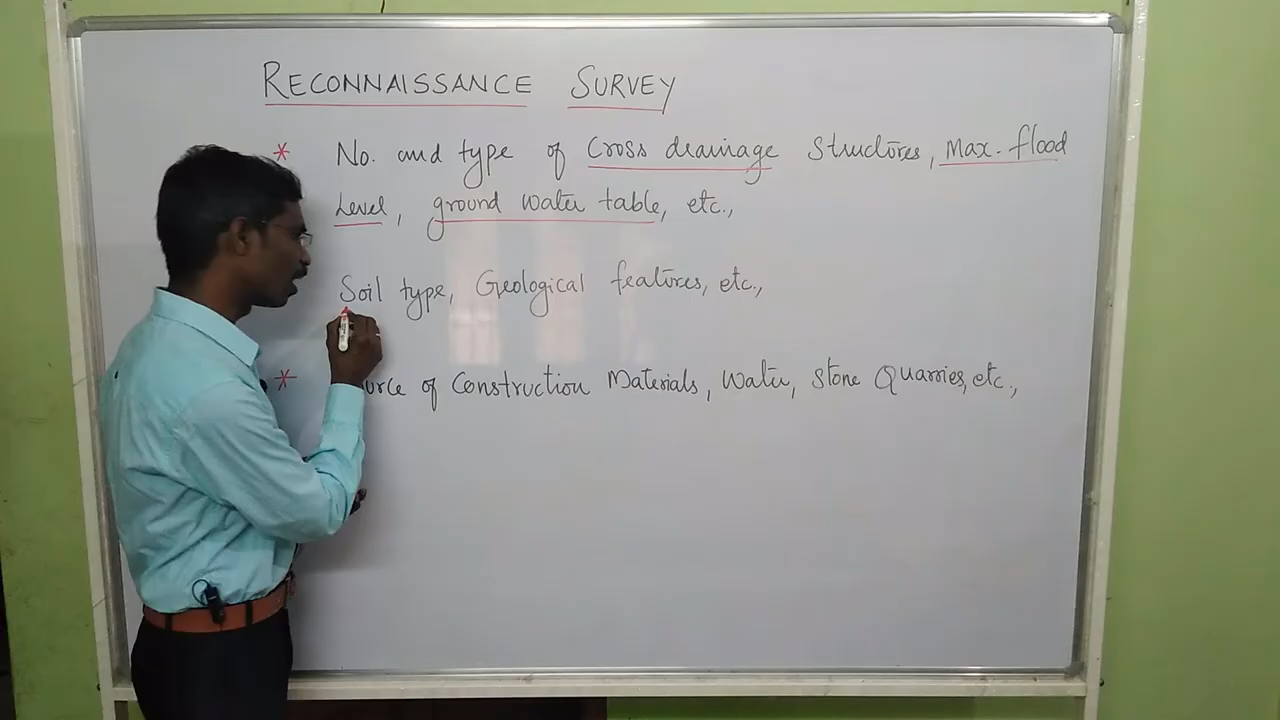 RECONNAISSANCE SURVEY
* No. and type of Cross drainage Structures, Max. flood
Level, ground water table, etc.,
Soil type, Geological features, etc.,
* of Construction Materials, Water, Stone Quarries, etc.,